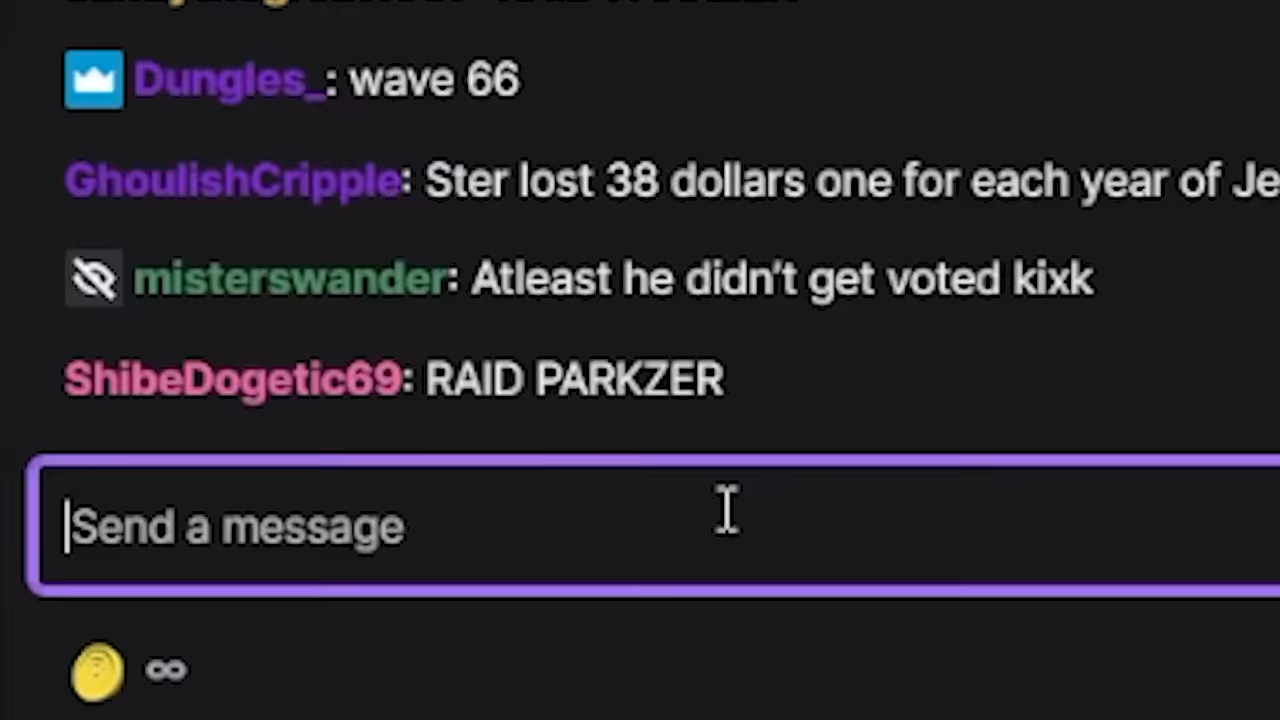 Dungles_: wave 66
GhoulishCripple: Ster lost 38 dollars one for each year of Je
misterswander: Atleast he didn't get voted kixk
ShibeDogetic69: RAID PARKZER
Send a message
∞